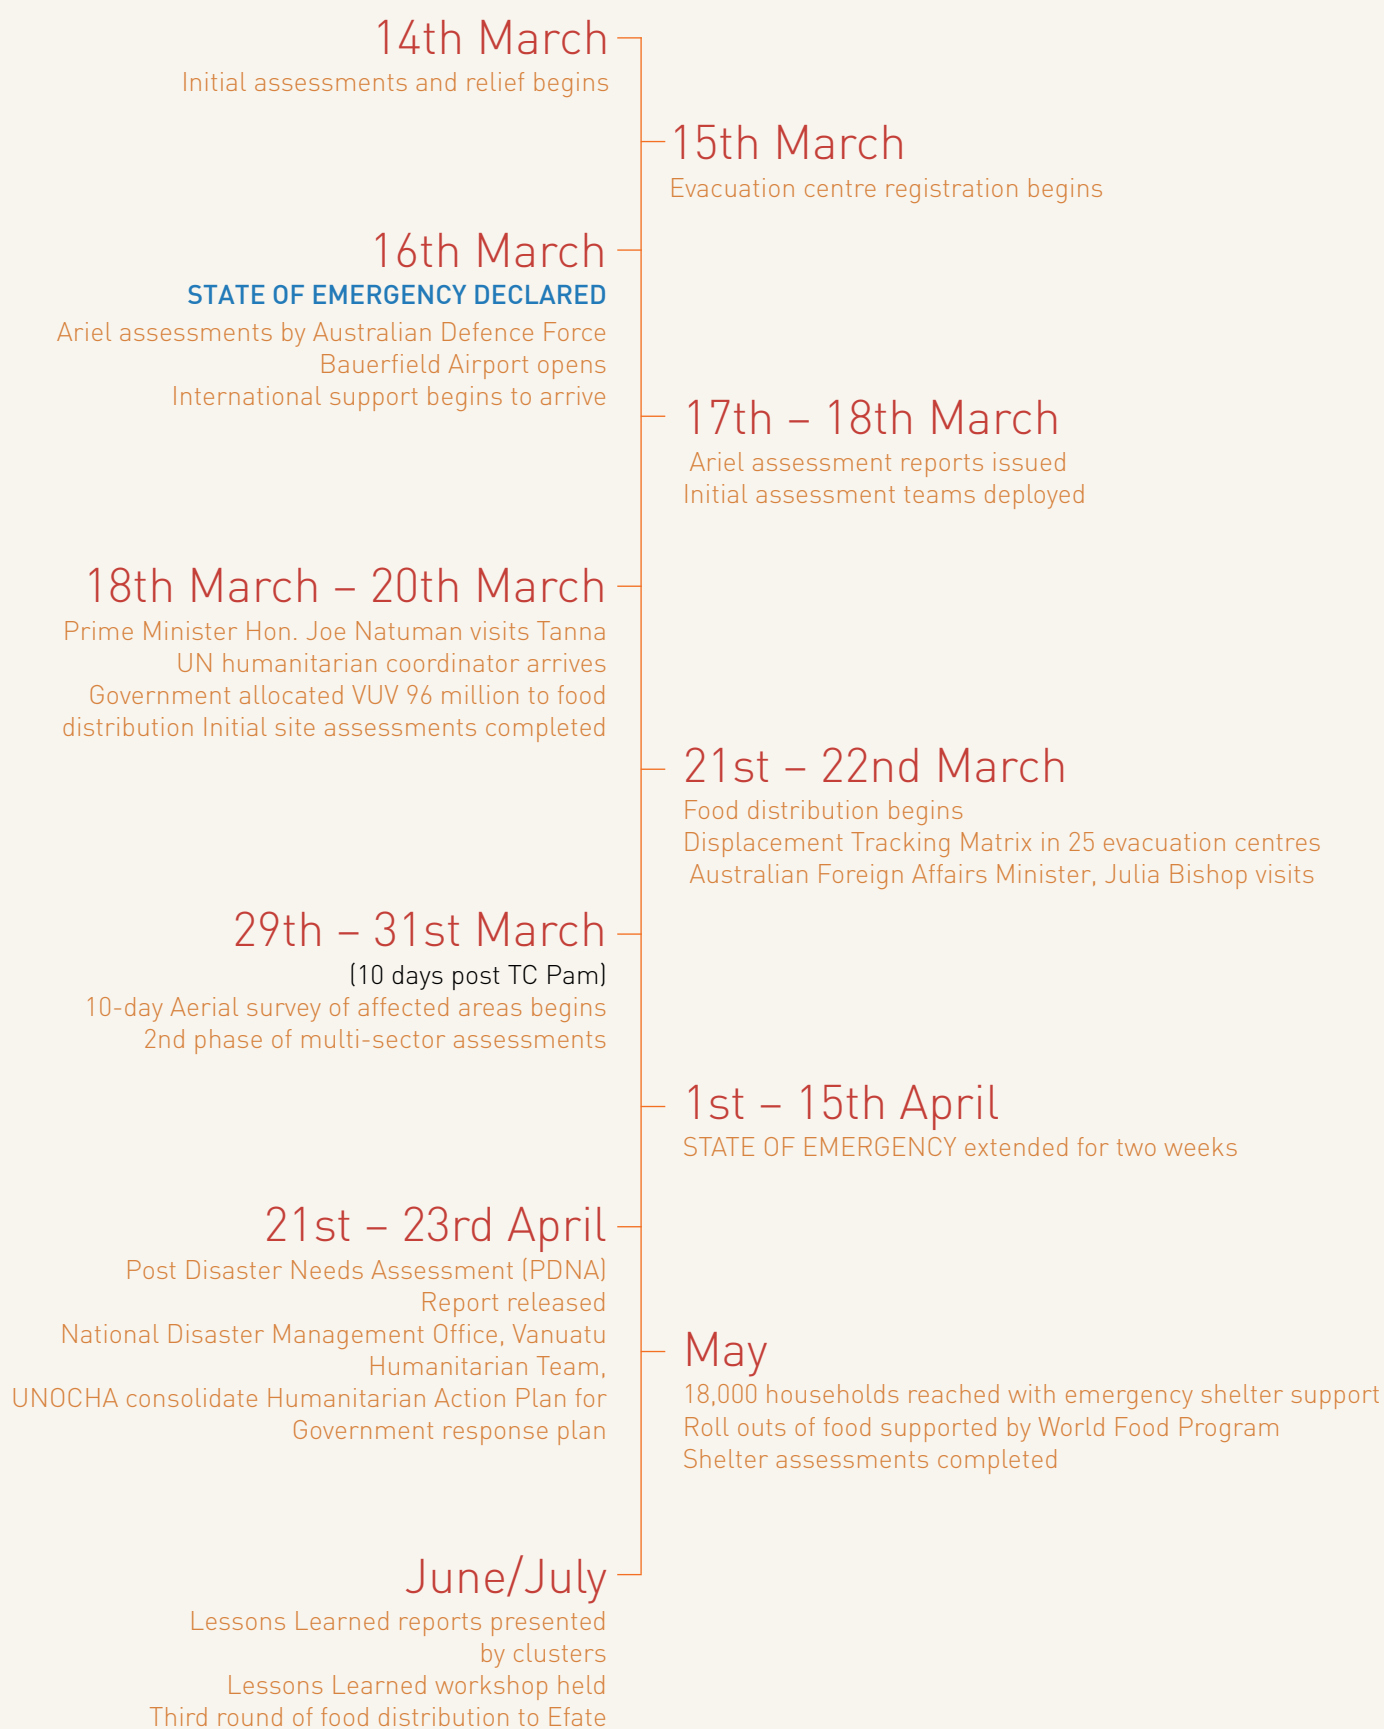 14th March
Initial assessments and relief begins
15th March
Evacuation centre registration begins
16th March
STATE OF EMERGENCY DECLARED
Ariel assessments by Australian Defence Force
Bauerfield Airport opens
International support begins to arrive
17th – 18th March
Ariel assessment reports issued
Initial assessment teams deployed
18th March – 20th March
Prime Minister Hon. Joe Natuman visits Tanna
UN humanitarian coordinator arrives
Government allocated VUV 96 million to food
distribution Initial site assessments completed
21st – 22nd March
Food distribution begins
Displacement Tracking Matrix in 25 evacuation centres
Australian Foreign Affairs Minister, Julia Bishop visits
29th – 31st March
(10 days post TC Pam)
10-day Aerial survey of affected areas begins
2nd phase of multi-sector assessments
1st – 15th April
STATE OF EMERGENCY extended for two weeks
21st – 23rd April
Post Disaster Needs Assessment (PDNA)
Report released
National Disaster Management Office, Vanuatu
Humanitarian Team,
UNOCHA consolidate Humanitarian Action Plan for
Government response plan
May
18,000 households reached with emergency shelter support
Roll outs of food supported by World Food Program
Shelter assessments completed
June/July
Lessons Learned reports presented
by clusters
Lessons Learned workshop held
Third round of food distribution to Efate